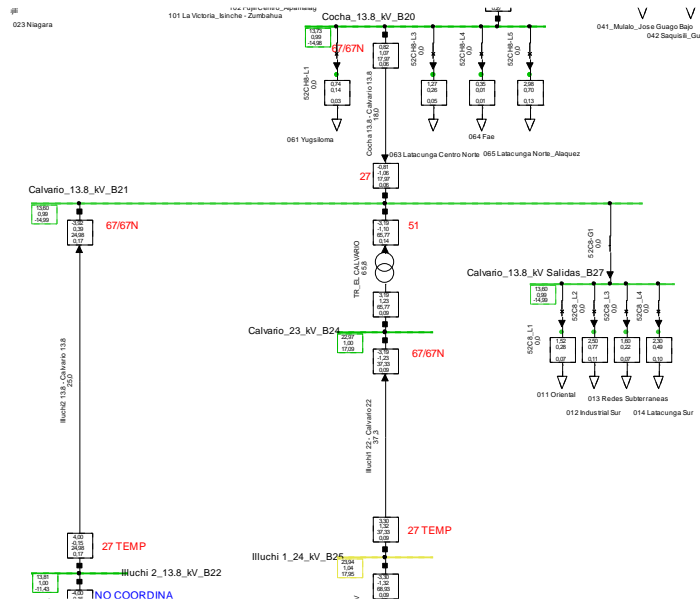 023 Niagara
101 La Victoria_Isinche - Zumbahua
Cocha_13.8_kV_B20
041_Mulalo_Jose Guago Bajo
13,73
0,99
-14,98
67/67N
0,82
1,07
17,97
0,06
52CH8-L1
0,0
52CH8-L3
0,0
52CH8-L4
0,0
52CH8-L5
0,0
0,74
0,14
0,03
1,27
0,26
0,05
0,35
0,01
0,01
2,98
0,70
0,13
061 Yugsiloma
064 Fae
Cocha 13.8 - Calvario 13.8
18,0
063 Latacunga Centro Norte
065 Latacunga Norte_Alaquez
27
-0,81
-1,06
17,97
0,06
Calvario_13.8_kV_B21
13,60
0,99
-14,99
67/67N
0,39
24,98
0,17
51
-3,19
-1,10
65,77
0,14
TR_EL CALVARIO
65,8
3,19
1,23
65,77
0,09
52C8-G1
0,0
Calvario_13.8_kV Salidas_B27
13,60
0,99
-14,99
52C8_L1
0,0
52C8_L2
0,0
52C8_L3
0,0
52C8_L4
0,0
1,52
0,28
0,07
2,50
0,77
0,11
1,60
0,22
0,07
2,30
0,49
0,10
011 Oriental
013 Redes Subterraneas
012 Industrial Sur
014 Latacunga Sur
Calvario_23_kV_B24
22,97
1,00
17,09
67/67N
-3,19
-1,23
37,33
0,09
Illuchi2 13.8 - Calvario 13.8
25,0
Illuchi1 22 - Calvario 22
37,3
27 TEMP
4,00
-0,15
24,98
0,17
27 TEMP
3,30
1,32
37,33
0,09
Illuchi 2_13.8_kV_B22
13,81
1,00
-11,43
Illuchi 1_24_kV_B25
23,94
1,04
17,95
-4,00
NO COORDINA
-3,30
-1,32
68,93
0,09